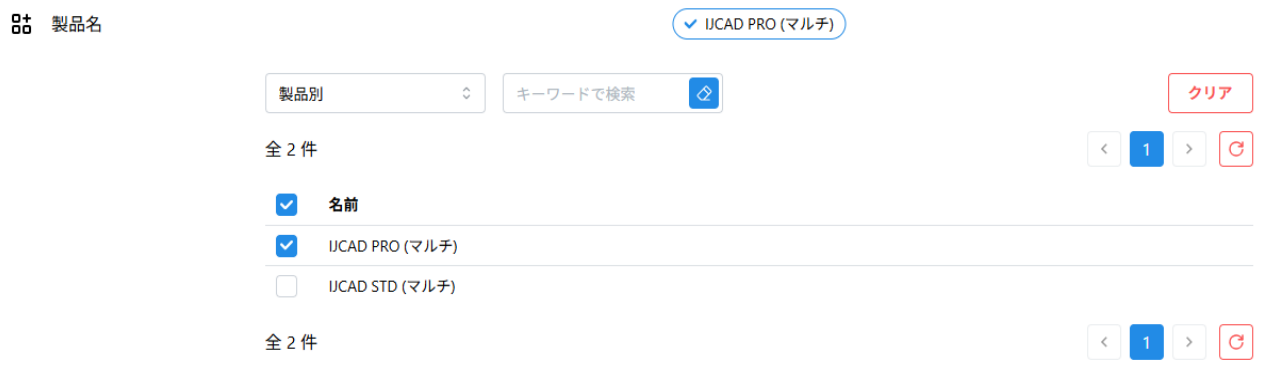 製品名
IJCAD PRO (マルチ)
製品別
キーワードで検索
クリア
全 2 件
1
名前
IJCAD PRO (マルチ)
IJCAD STD (マルチ)
全 2 件
1